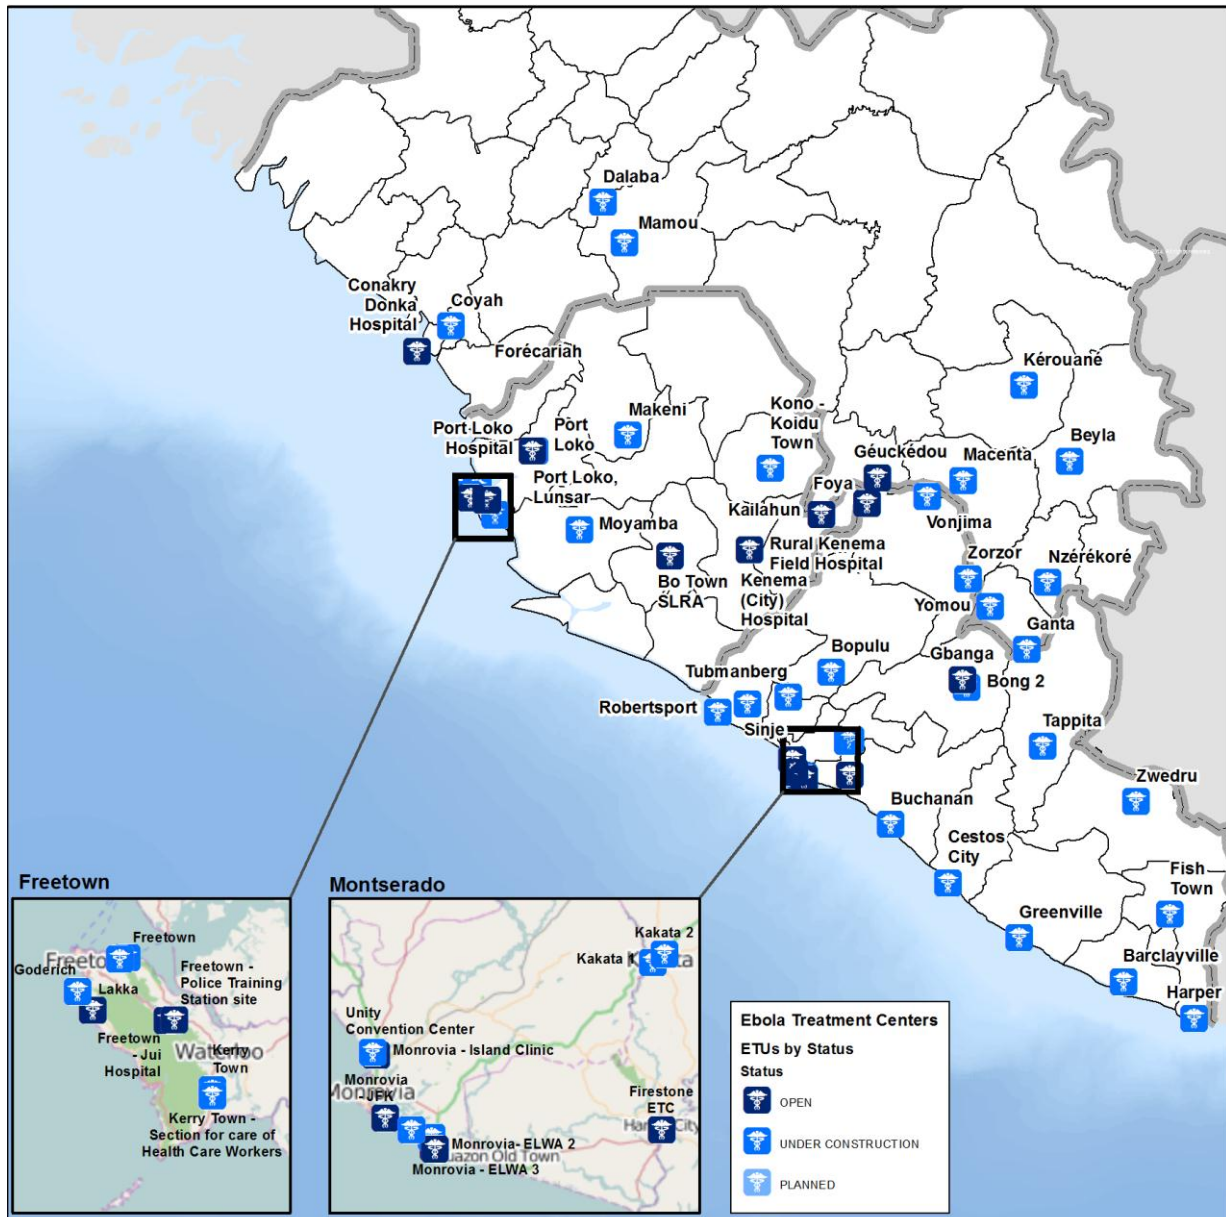 Dalaba
Mamou
Conakry
Donka
Hospital
Coyah
Forécariah
Kérouané
Port Loko
Hospital
Port
Loko
Makeni
Kono -
Koidu
Town
Beyla
Géuckédou
Macenta
Port Loko,
Lunsar
Foya
Kailahun
Vonjima
Moyamba
Bo Town
SLRA
Rural Kenema
Field Hospital
Kenema
(City)
Hospital
Zorzor
Nzérékoré
Yomou
Ganta
Gbanga
Bong 2
Bopulu
Tubmanberg
Robertsport
Sinje
Tappita
Zwedru
Buchanan
Cestos
City
Fish
Town
Greenville
Barclayville
Harper
Freetown
Freetown
Freetown
Goderich
Lakka
Freetown -
Police Training
Station site
Freetown
- Jui
Hospital
Waterloo
Kerry
Town
Kerry Town -
Section for care of
Health Care Workers
Montserado
Kakata 2
Kakata 1
Unity
Convention Center
Monrovia - Island Clinic
Monrovia
- JFK
Monrovia
Firestone
ETC
Monrovia- ELWA 2
Monrovia - ELWA 3
Ebola Treatment Centers
ETUs by Status
Status
OPEN
UNDER CONSTRUCTION
PLANNED